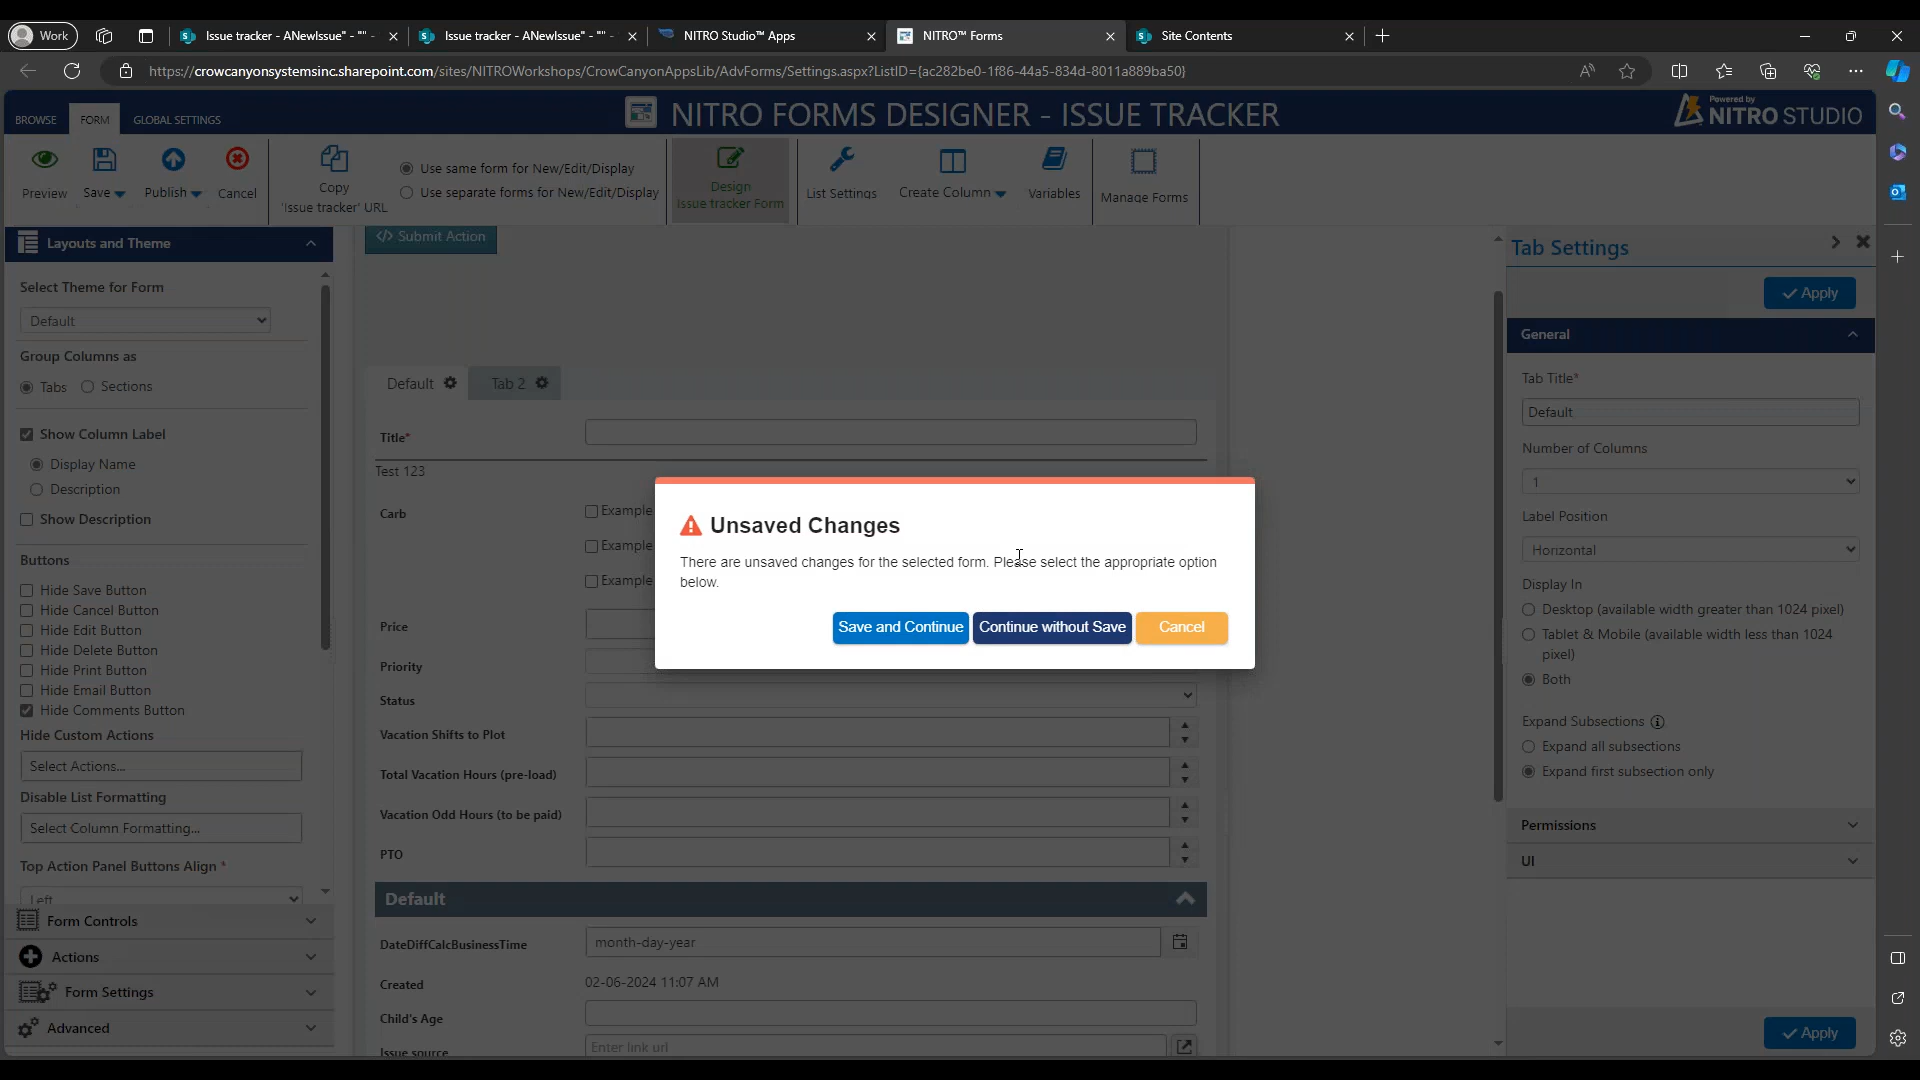 Work
Issue tracker - ANewIssue" - "" -
Issue tracker - ANewIssue" - "" -
NITRO Studio™ Apps
NITRO™ Forms
Site Contents
https://crowcanyonsystemsinc.sharepoint.com/sites/NITROWorkshops/CrowCanyonAppsLib/AdvForms/Settings.aspx?ListID={ac282be0-1f86-44a5-834d-8011a889ba50}
BROWSE
FORM
GLOBAL SETTINGS
NITRO FORMS DESIGNER - ISSUE TRACKER
Powered by
NITRO STUDIO
Preview
Save
Publish
Cancel
Copy
'Issue tracker' URL
Use same form for New/Edit/Display
Use separate forms for New/Edit/Display
Design
Issue tracker Form
List Settings
Create Column
Variables
Manage Forms
Layouts and Theme
Select Theme for Form
Default
Group Columns as
Tabs
Sections
Show Column Label
Display Name
Description
Show Description
Buttons
Hide Save Button
Hide Cancel Button
Hide Edit Button
Hide Delete Button
Hide Print Button
Hide Email Button
Hide Comments Button
Hide Custom Actions
Select Actions...
Disable List Formatting
Select Column Formatting...
Top Action Panel Buttons Align *
Left
Form Controls
Actions
Form Settings
Advanced
</> Submit Action
Default
Tab 2
Title*
Test 123
Carb
Example
Example
Example
Price
Priority
Status
Vacation Shifts to Plot
Total Vacation Hours (pre-load)
Vacation Odd Hours (to be paid)
PTO
Default
DateDiffCalcBusinessTime
month-day-year
Created
02-06-2024 11:07 AM
Child's Age
Issue source
Enter link url
Unsaved Changes
There are unsaved changes for the selected form. Please select the appropriate option
below.
Save and Continue
Continue without Save
Cancel
Tab Settings
Apply
General
Tab Title*
Default
Number of Columns
1
Label Position
Horizontal
Display In
Desktop (available width greater than 1024 pixel)
Tablet & Mobile (available width less than 1024
pixel)
Both
Expand Subsections
Expand all subsections
Expand first subsection only
Permissions
UI
Apply